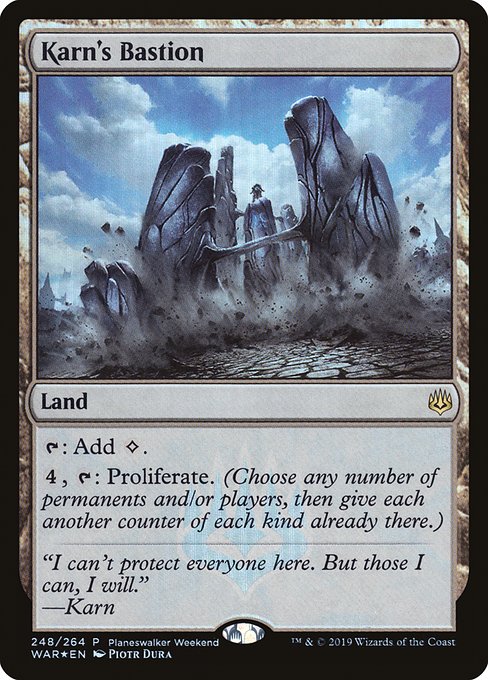 Karn's Bastion
Land
: Add .
4 , : Proliferate. (Choose any number of
permanents and/or players, then give each
another counter of each kind already there.)
“I can't protect everyone here. But those I
can, I will.”
—Karn
248/264 P Planeswalker Weekend
WAR★EN Piotr Dura
™ & © 2019 Wizards of the Coast